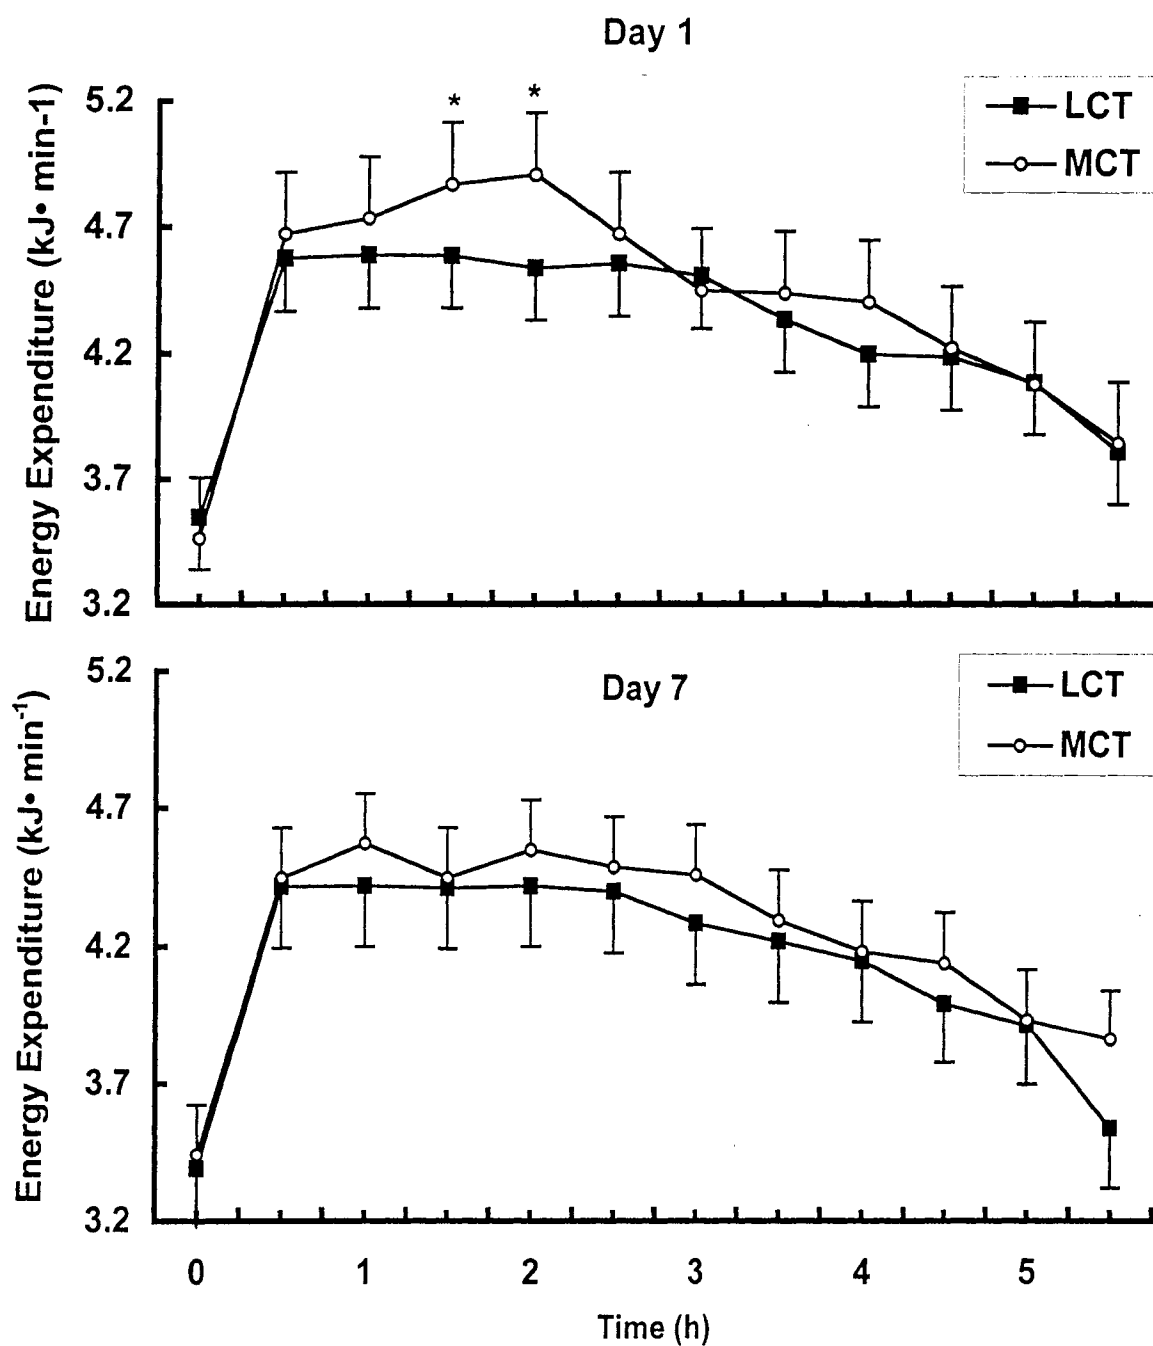 Day 1
Energy Expenditure (kJ• min-1)
5.2
4.7
4.2
3.7
3.2
* *
LCT
MCT
Day 7
Energy Expenditure (kJ• min⁻¹)
5.2
4.7
4.2
3.7
3.2
LCT
MCT
0 1 2 3 4 5
Time (h)